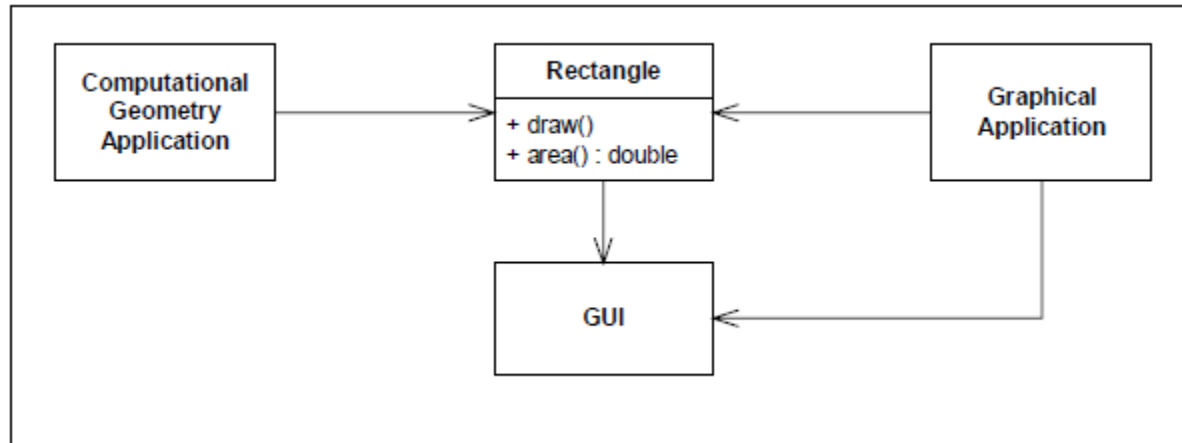 Computational
Geometry
Application
Rectangle
+ draw()
+ area() : double
Graphical
Application
GUI